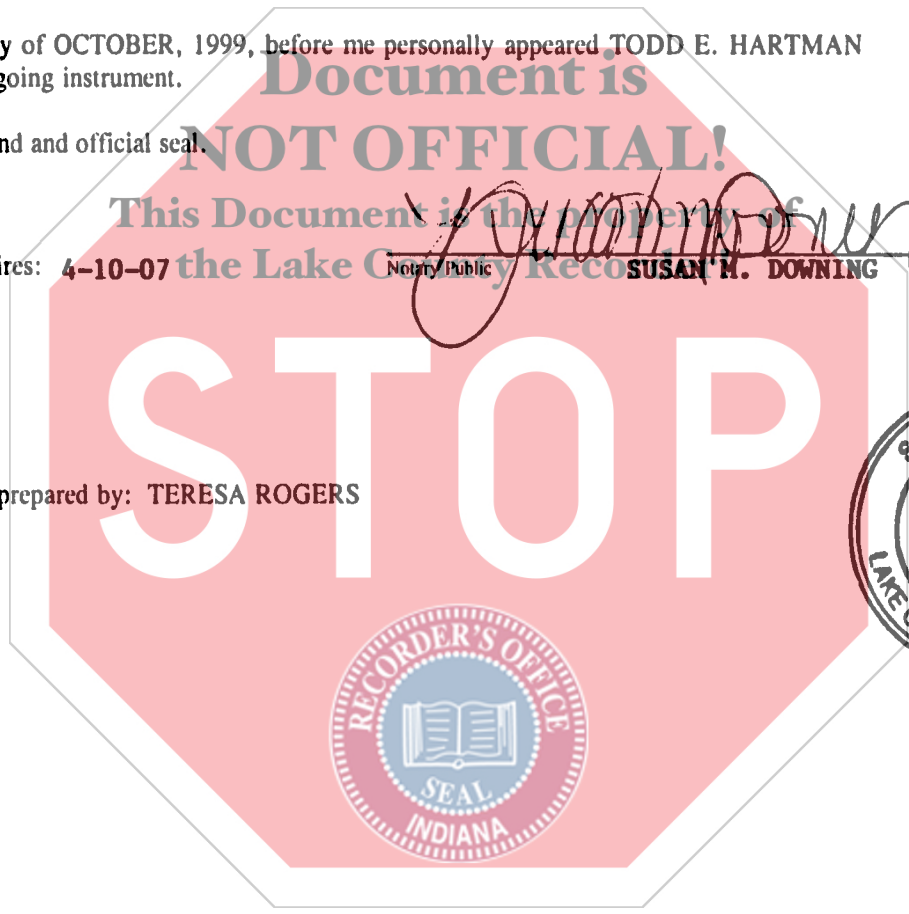 y of OCTOBER, 1999, before me personally appeared TODD E. HARTMAN
going instrument.
Document is
nd and official seal.
NOT OFFICIAL!
This Document is the property of
the Lake County Recorder!
ires: 4-10-07
Notary Public
SUSAN M. DOWNING
STOP
prepared by: TERESA ROGERS
LAKE
RECORDER'S OFFICE
SEAL
INDIANA